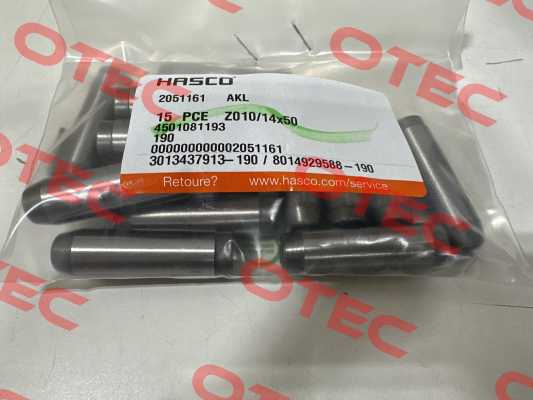 HASCO
2051161 AKL
15 PCE Z010/14x50
4501081193
190
000000000002051161
3013437913-190 / 8014929588-190
Retoure? www.hasco.com/service
OTEC
OTEC
OTEC
OTEC
OTEC
OTEC